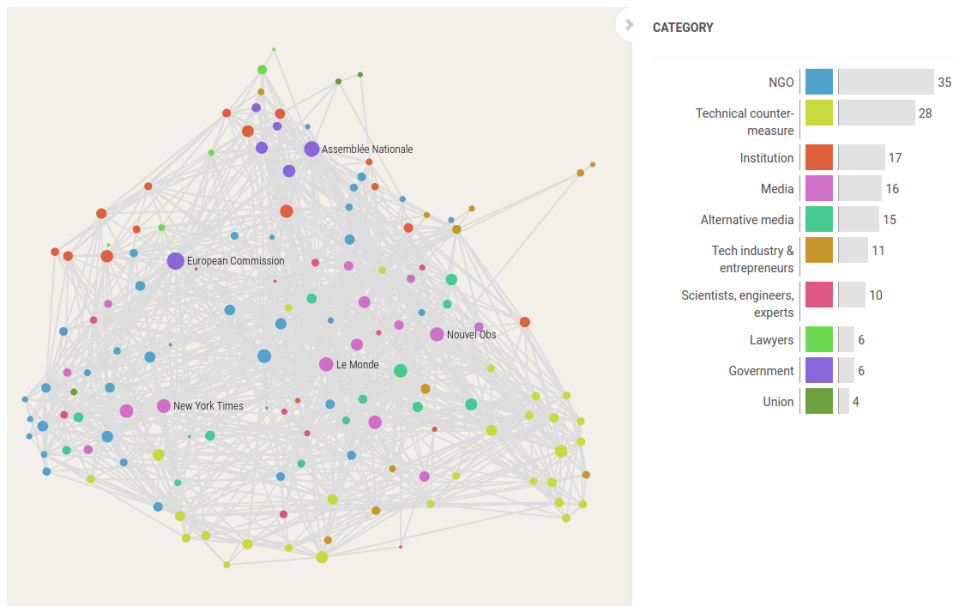 Assemblée Nationale
European Commission
Nouvel Obs
Le Monde
New York Times
CATEGORY
NGO 35
Technical counter-
measure 28
Institution 17
Media 16
Alternative media 15
Tech industry &
entrepreneurs 11
Scientists, engineers,
experts 10
Lawyers 6
Government 6
Union 4